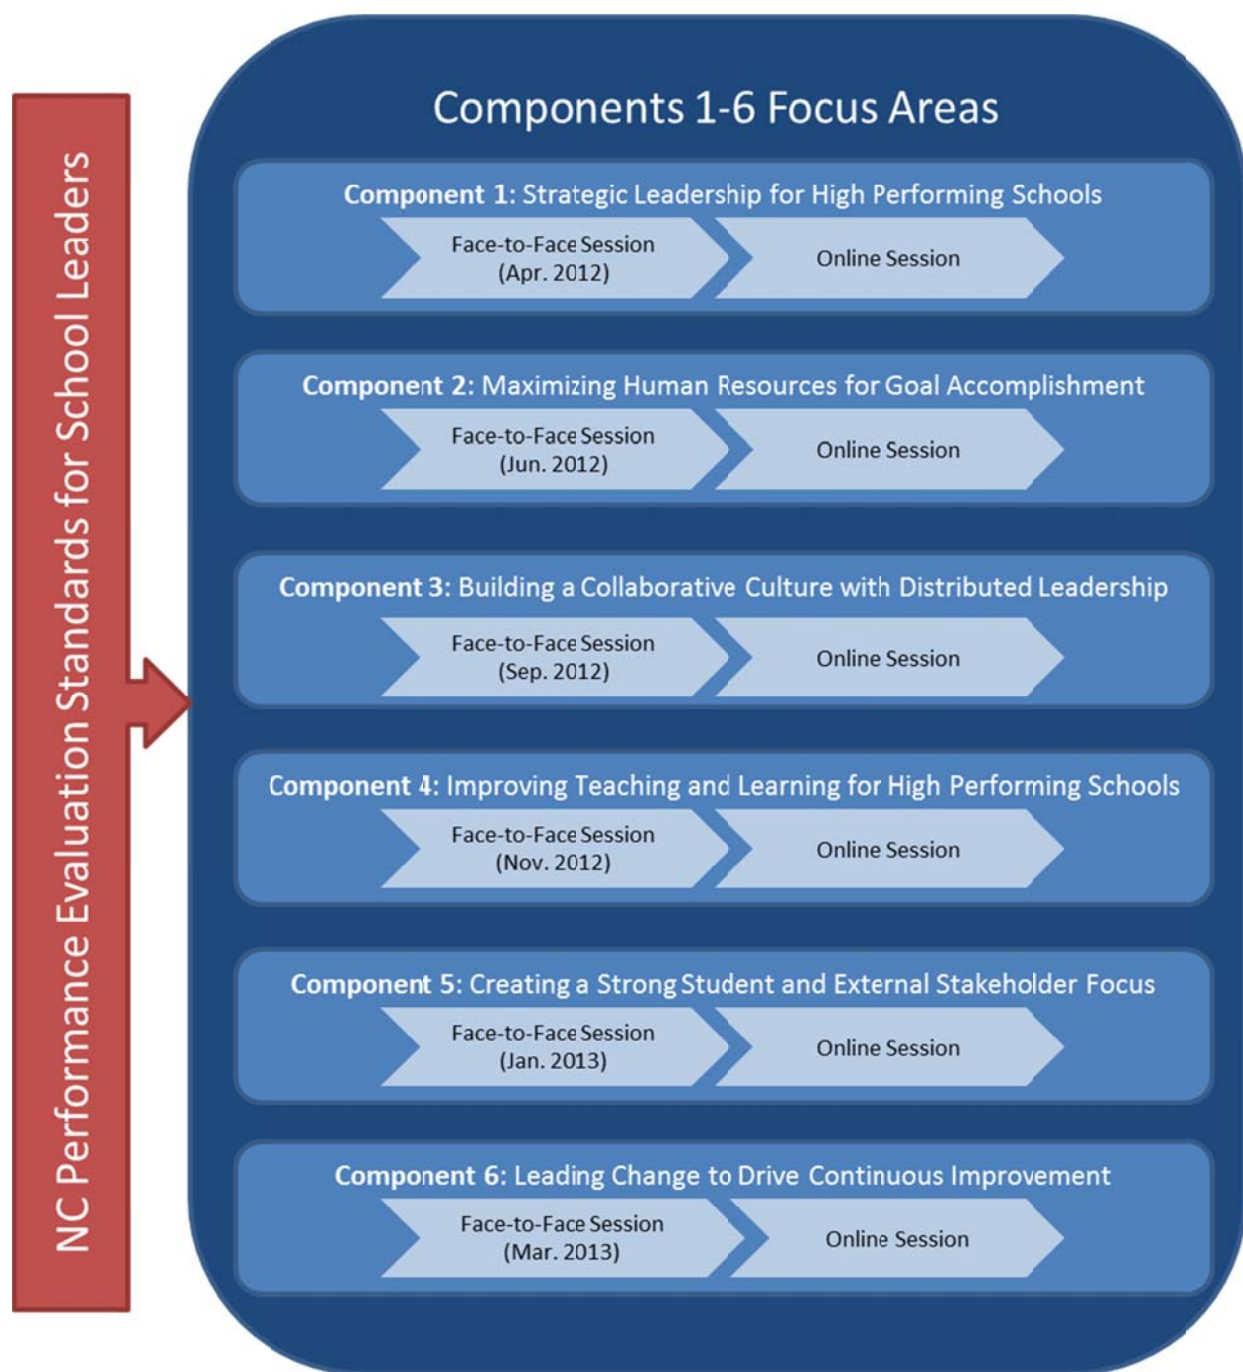 NC Performance Evaluation Standards for School Leaders
Components 1-6 Focus Areas
Component 1: Strategic Leadership for High Performing Schools
Face-to-Face Session
(Apr. 2012)
Online Session
Component 2: Maximizing Human Resources for Goal Accomplishment
Face-to-Face Session
(Jun. 2012)
Online Session
Component 3: Building a Collaborative Culture with Distributed Leadership
Face-to-Face Session
(Sep. 2012)
Online Session
Component 4: Improving Teaching and Learning for High Performing Schools
Face-to-Face Session
(Nov. 2012)
Online Session
Component 5: Creating a Strong Student and External Stakeholder Focus
Face-to-Face Session
(Jan. 2013)
Online Session
Component 6: Leading Change to Drive Continuous Improvement
Face-to-Face Session
(Mar. 2013)
Online Session